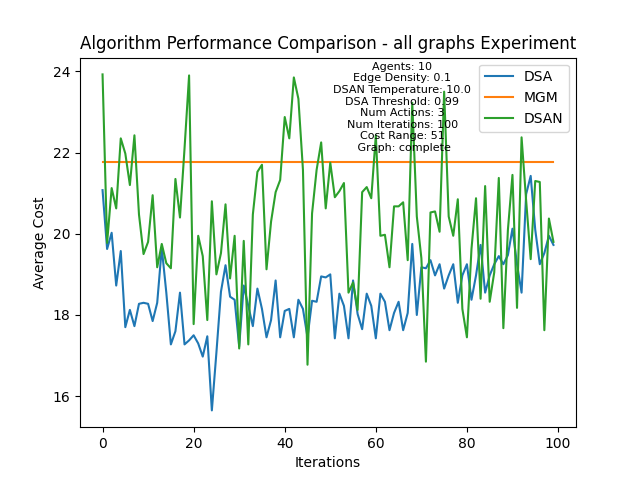 Algorithm Performance Comparison - all graphs Experiment
Agents: 10
Edge Density: 0.1
DSAN Temperature: 10.0
DSA Threshold: 0.99
Num Actions: 3
Num Iterations: 100
Cost Range: 51
Graph: complete
DSA
MGM
DSAN
Average Cost
24
22
20
18
16
0
20
40
60
80
100
Iterations